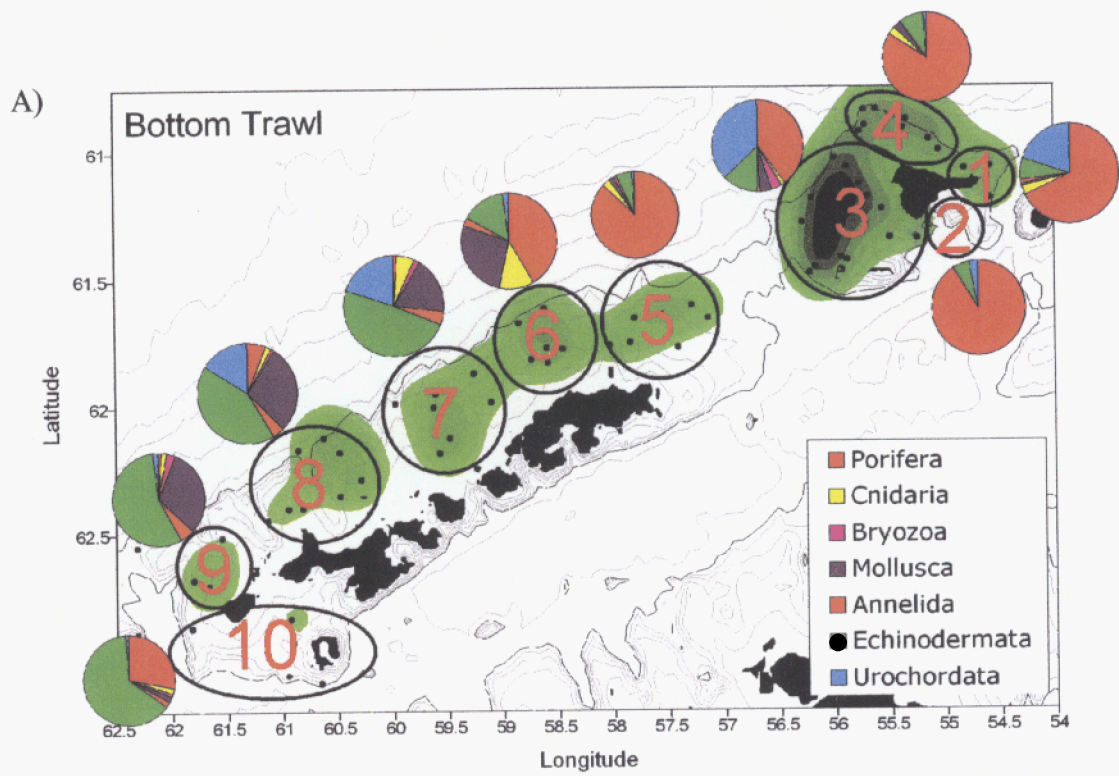 A)
Bottom Trawl
4
1
3
2
5
6
7
8
9
10
61
61.5
62
62.5
Latitude
Porifera
Cnidaria
Bryozoa
Mollusca
Annelida
Echinodermata
Urochordata
62.5 62 61.5 61 60.5 60 59.5 59 58.5 58 57.5 57 56.5 56 55.5 55 54.5 54
Longitude